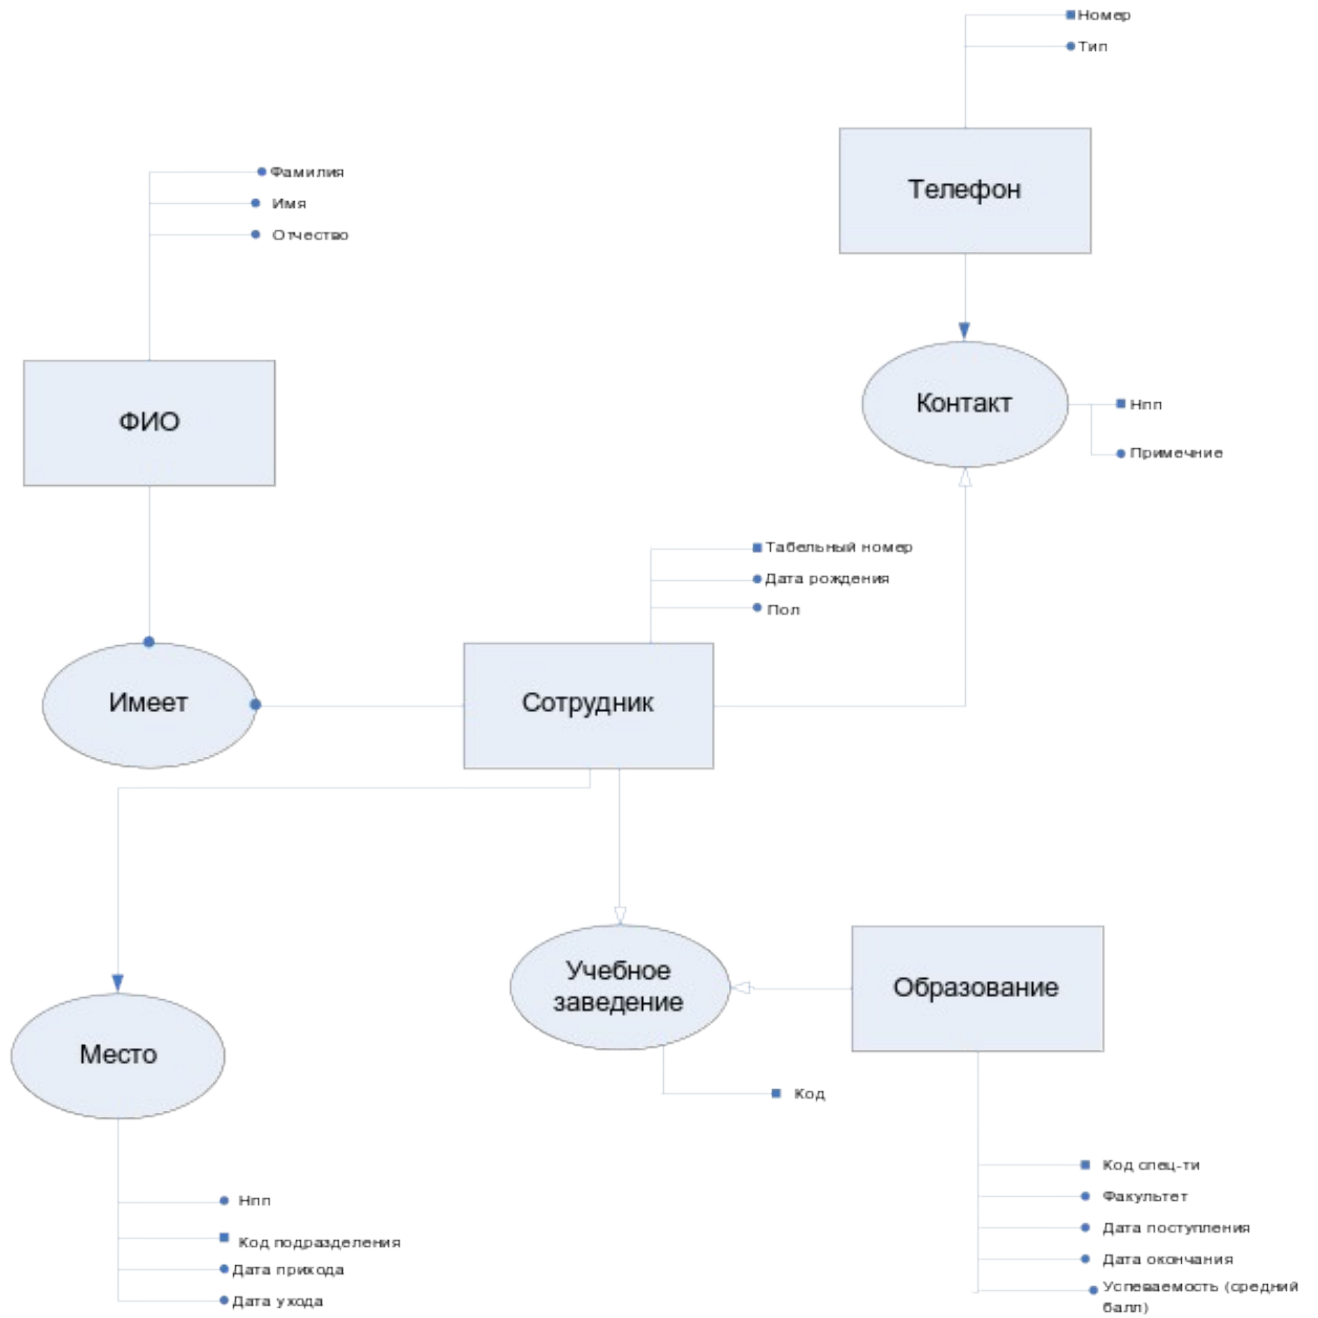 Номер
Тип
Телефон
Фамилия
Имя
Отчество
ФИО
Контакт
Нпп
Примечние
Табельный номер
Дата рождения
Пол
Имеет
Сотрудник
Учебное
заведение
Образование
Место
Код
Код спец-ти
Факультет
Дата поступления
Дата окончания
Успеваемость (средний
балл)
Нпп
Код подразделения
Дата прихода
Дата ухода